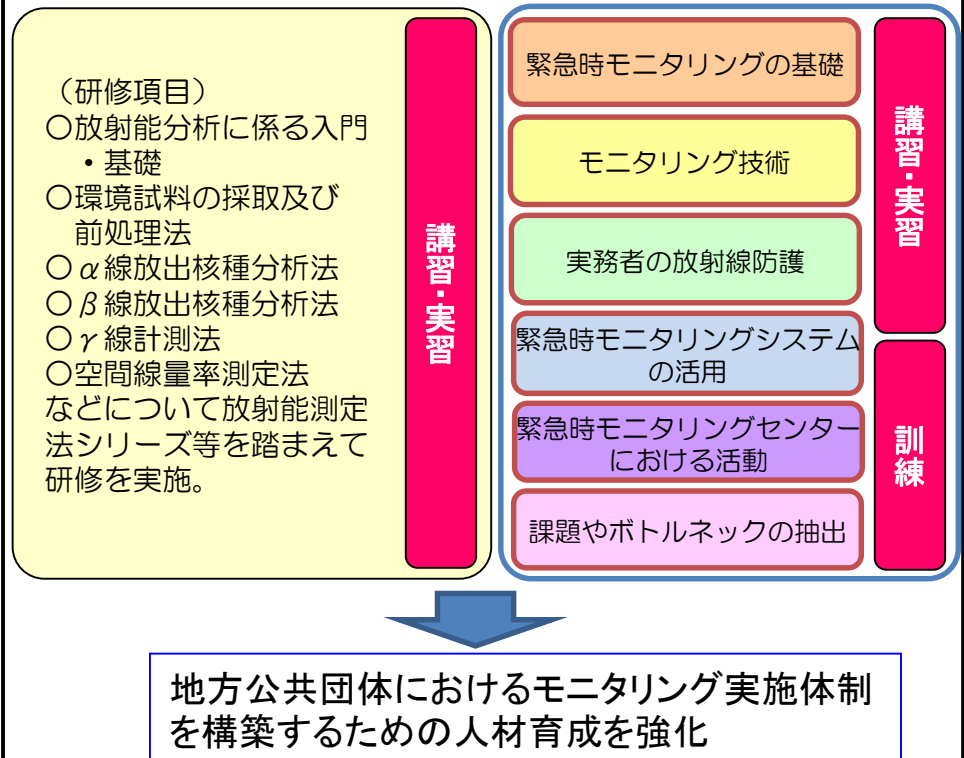 （研修項目）
〇放射能分析に係る入門
・基礎
〇環境試料の採取及び
前処理法
〇α線放出核種分析法
〇β線放出核種分析法
〇γ線計測法
〇空間線量率測定法
などについて放射能測定
法シリーズ等を踏まえて
研修を実施。
講習・実習
緊急時モニタリングの基礎
モニタリング技術
実務者の放射線防護
緊急時モニタリングシステム
の活用
緊急時モニタリングセンター
における活動
課題やボトルネックの抽出
講習・実習
訓練
地方公共団体におけるモニタリング実施体制
を構築するための人材育成を強化